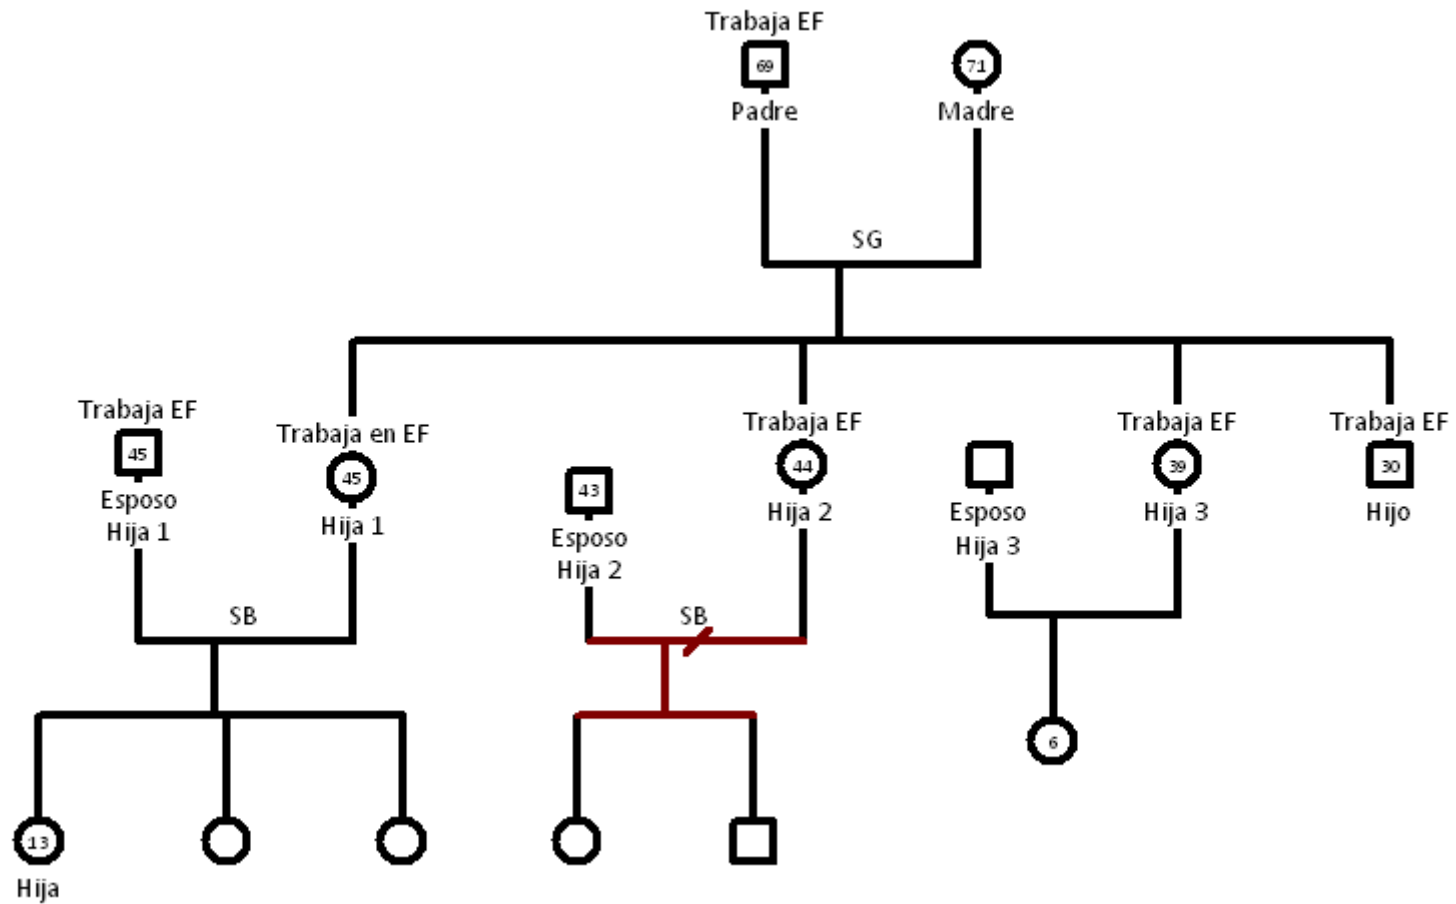 Trabaja EF
69
71
Padre
Madre
SG
Trabaja EF
45
Esposo
Hija 1
Trabaja en EF
45
Hija 1
43
Esposo
Hija 2
Trabaja EF
44
Hija 2
Esposo
Hija 3
Trabaja EF
39
Hija 3
Trabaja EF
30
Hijo
SB
SB
6
13
Hija